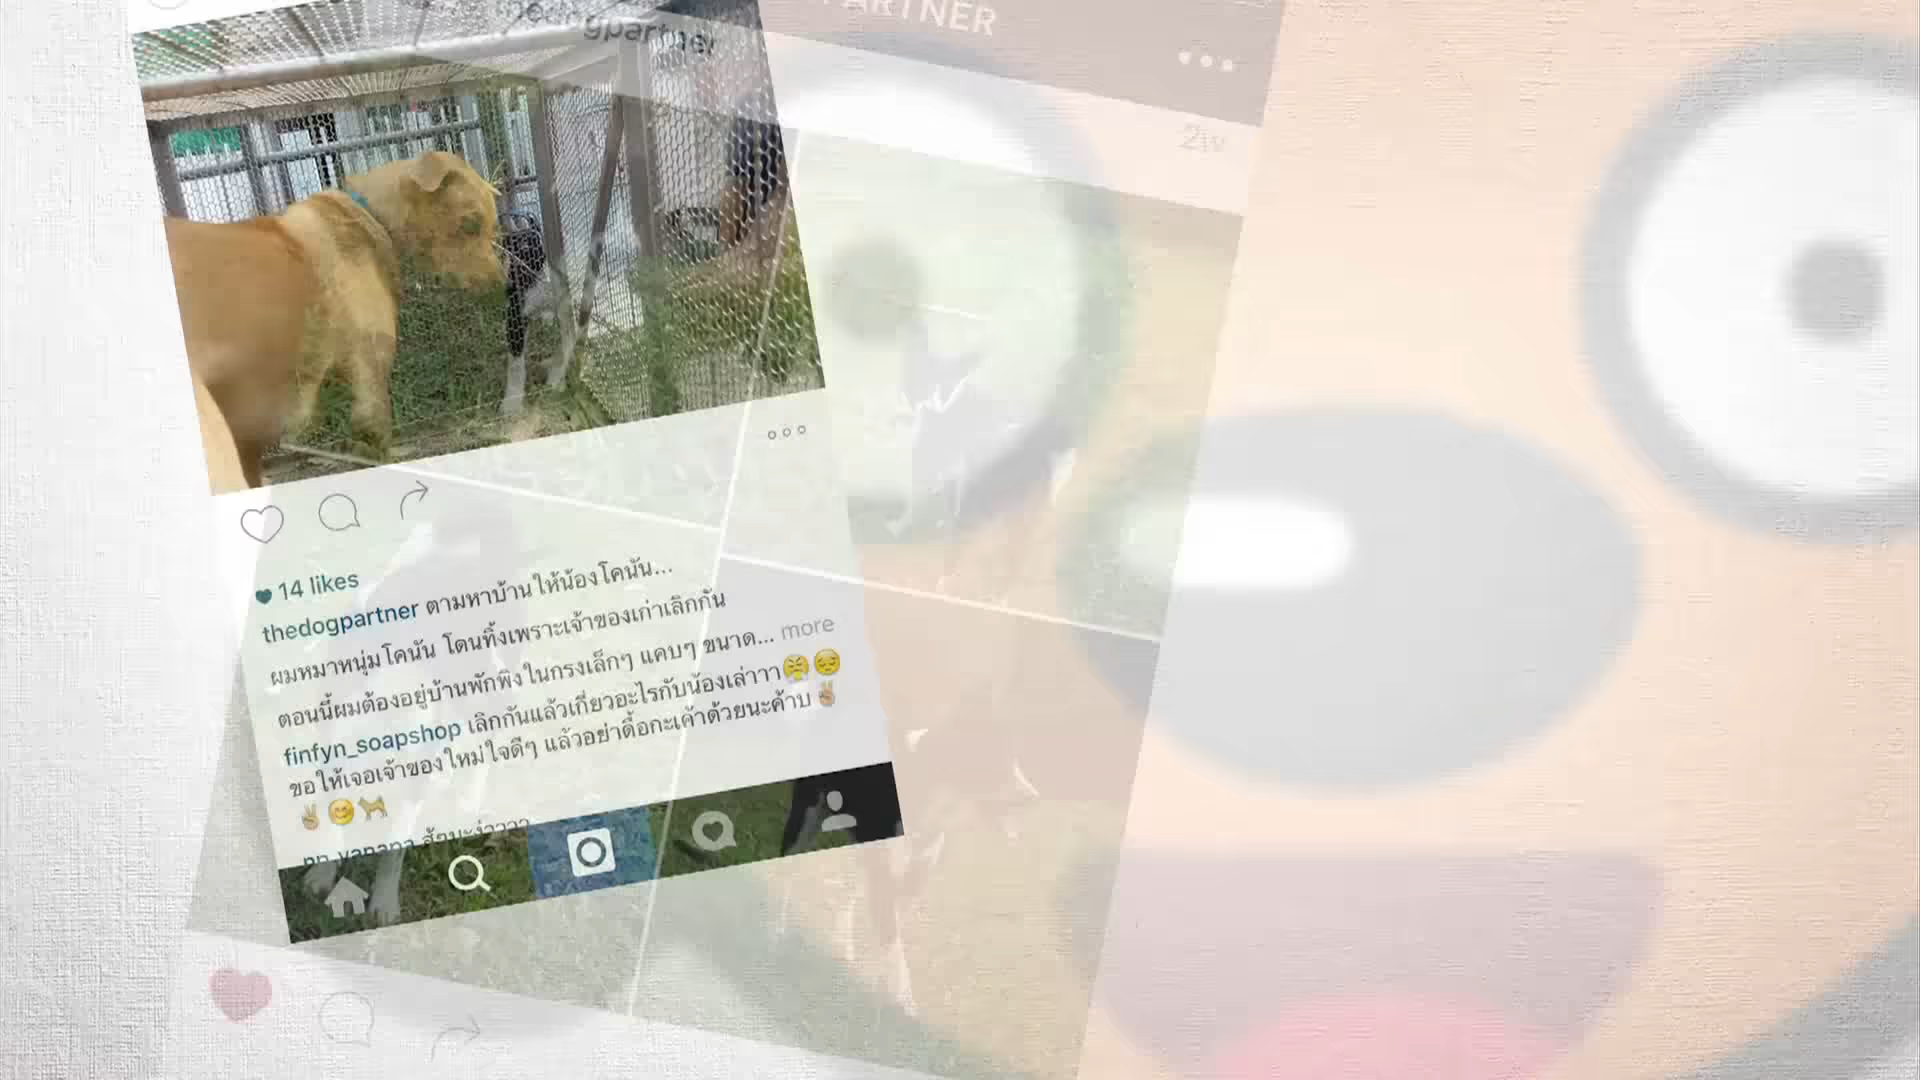 thedogpartner
PARTNER
2w
14 likes
thedogpartner ตามหาบ้านให้น้องโคนัน...
ผมหมาหนุ่มโคนัน โดนทิ้งเพราะเจ้าของเก่าเลิกกัน
ตอนนี้ผมต้องอยู่บ้านพักพิงในกรงเล็กๆ แคบๆ ขนาด... more
finfyn_soapshop เลิกกันแล้วเกี่ยวอะไรกับน้องเล่าาา😤😔
ขอให้เจอเจ้าของใหม่ใจดีๆ แล้วอย่าดื้อกะเค้าด้วยนะค้าบ✌
✌😊🐕